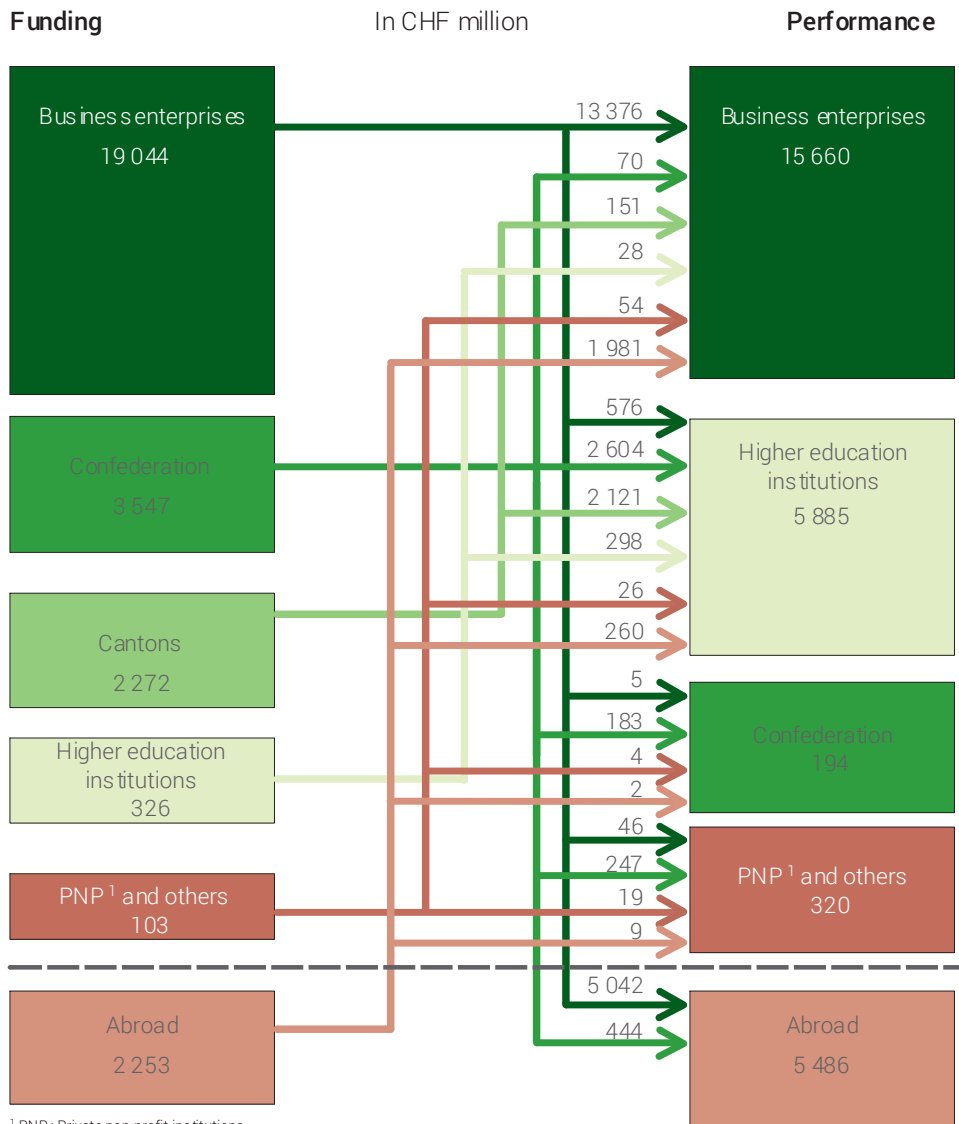 Funding In CHF million Performance
Business enterprises
19 044
Confederation
3 547
Cantons
2 272
Higher education
institutions
326
PNP ¹ and others
103
Abroad
2 253
13 376
70
151
28
54
1 981
576
2 604
2 121
298
26
260
5
183
4
2
46
247
19
9
5 042
444
Business enterprises
15 660
Higher education
institutions
5 885
Confederation
194
PNP ¹ and others
320
Abroad
5 486